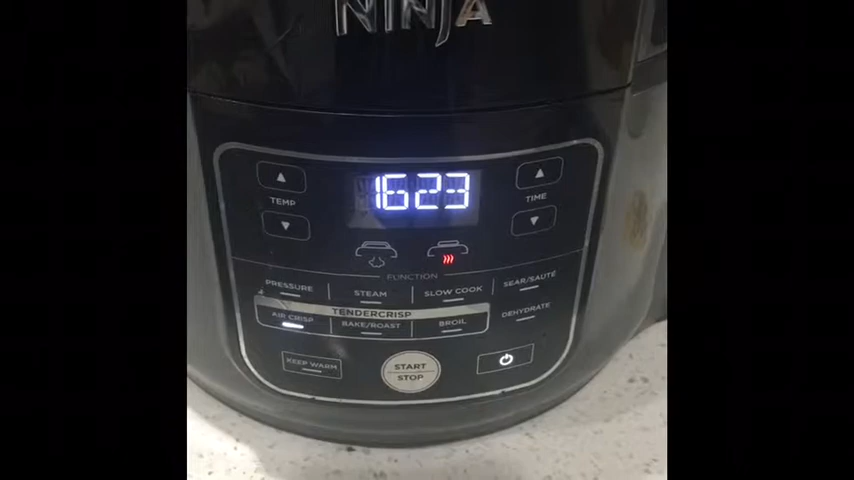 NINJA
1623
TEMP
TIME
FUNCTION
PRESSURE STEAM SLOW COOK SEAR/SAUTÉ
TENDERCRISP
AIR CRISP BAKE/ROAST BROIL DEHYDRATE
KEEP WARM
START
STOP